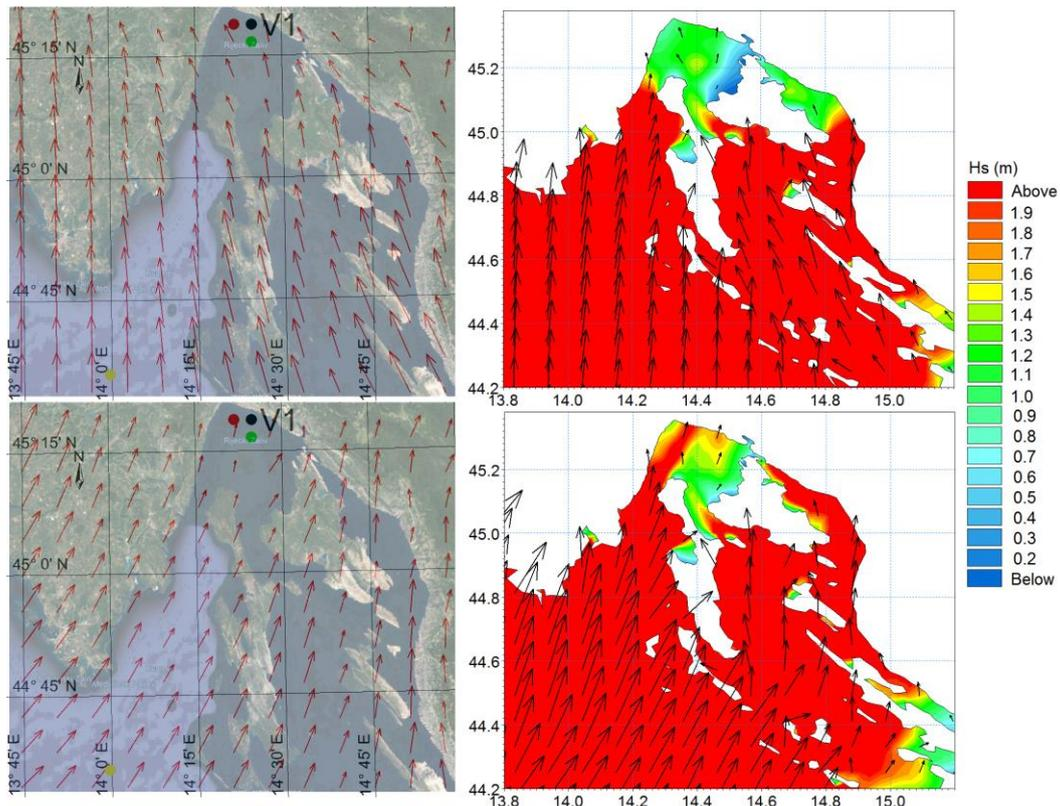 V1
45° 15' N
N
45° 0' N
44° 45' N
13° 45' E
14° 0' E
14° 15' E
14° 30' E
14° 45' E
45.2
45.0
44.8
44.6
44.4
44.2
13.8 14.0 14.2 14.4 14.6 14.8 15.0
Hs (m)
Above
1.9
1.8
1.7
1.6
1.5
1.4
1.3
1.2
1.1
1.0
0.9
0.8
0.7
0.6
0.5
0.4
0.3
0.2
Below
V1
45° 15' N
N
45° 0' N
44° 45' N
13° 45' E
14° 0' E
14° 15' E
14° 30' E
14° 45' E
45.2
45.0
44.8
44.6
44.4
44.2
13.8 14.0 14.2 14.4 14.6 14.8 15.0